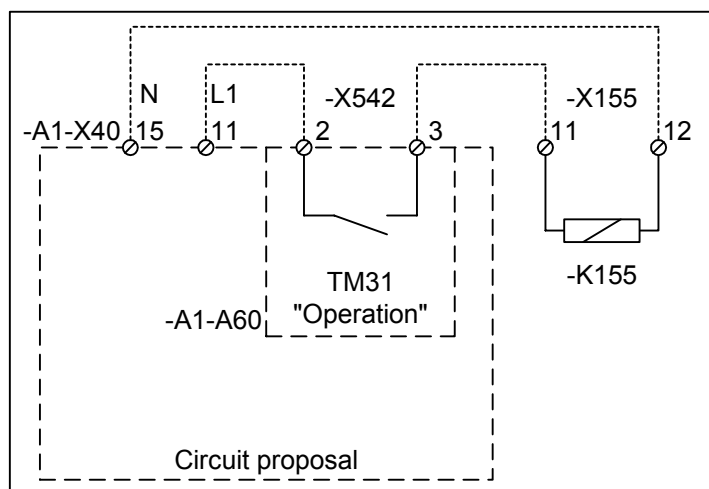 N L1 -X542 -X155
-A1-X40 15 11 2 3 11 12
-K155
TM31
"Operation"
-A1-A60
Circuit proposal